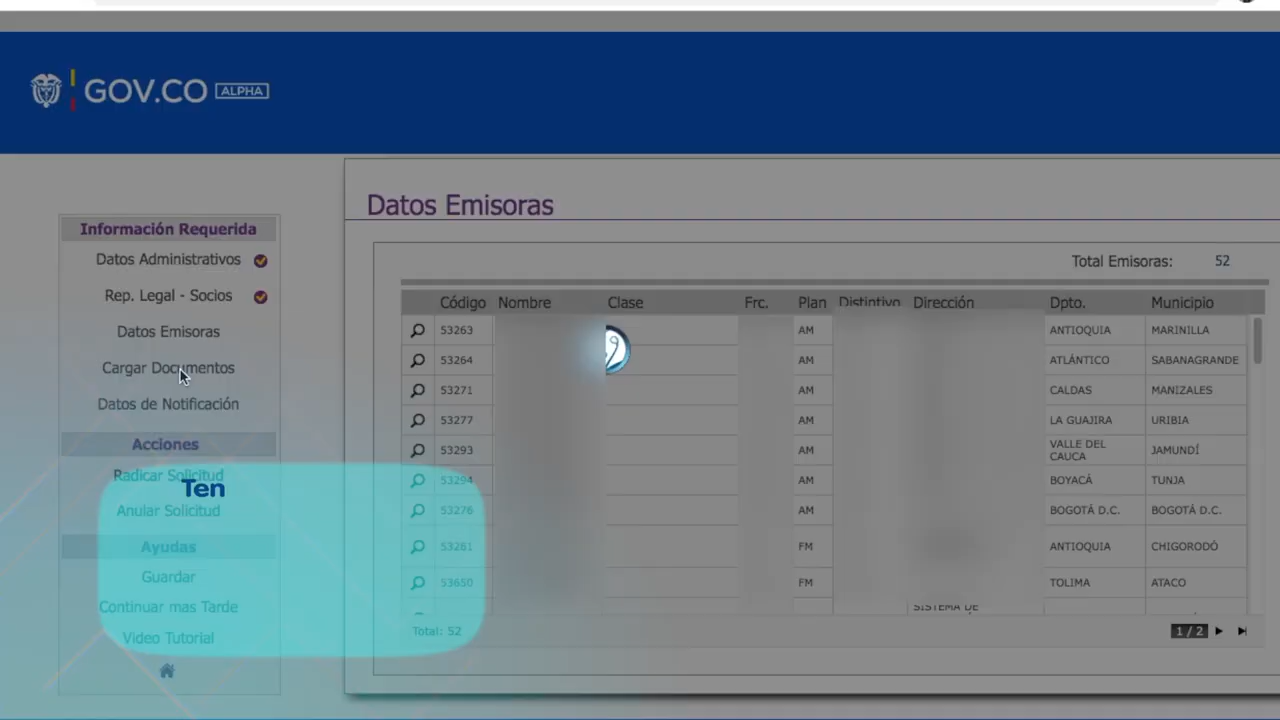 GOV.CO ALPHA
Datos Emisoras
Información Requerida
Datos Administrativos
Rep. Legal - Socios
Datos Emisoras
Cargar Documentos
Datos de Notificación
Acciones
Radicar Solicitud
Ten
Anular Solicitud
Ayudas
Guardar
Continuar mas Tarde
Video Tutorial
Total Emisoras: 52
Código Nombre Clase Frc. Plan Distintivo Dirección Dpto. Municipio
53263 AM ANTIOQUIA MARINILLA
53264 AM ATLÁNTICO SABANAGRANDE
53271 AM CALDAS MANIZALES
53277 AM LA GUAJIRA URIBIA
53293 AM VALLE DEL CAUCA JAMUNDÍ
53294 AM BOYACÁ TUNJA
53276 AM BOGOTÁ D.C. BOGOTÁ D.C.
53261 FM ANTIOQUIA CHIGORODÓ
53650 FM TOLIMA ATACO
SISTEMA DE
Total: 52
1 / 2